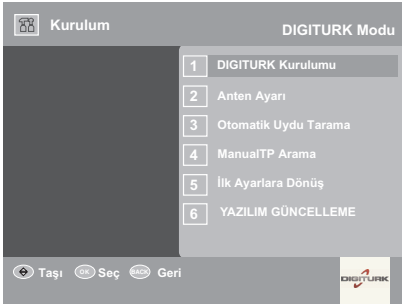 Kurulum
DIGITURK Modu
1 DIGITURK Kurulumu
2 Anten Ayarı
3 Otomatik Uydu Tarama
4 ManualTP Arama
5 İlk Ayarlara Dönüş
6 YAZILIM GÜNCELLEME
Taşı OK Seç BACK Geri
DIGITURK